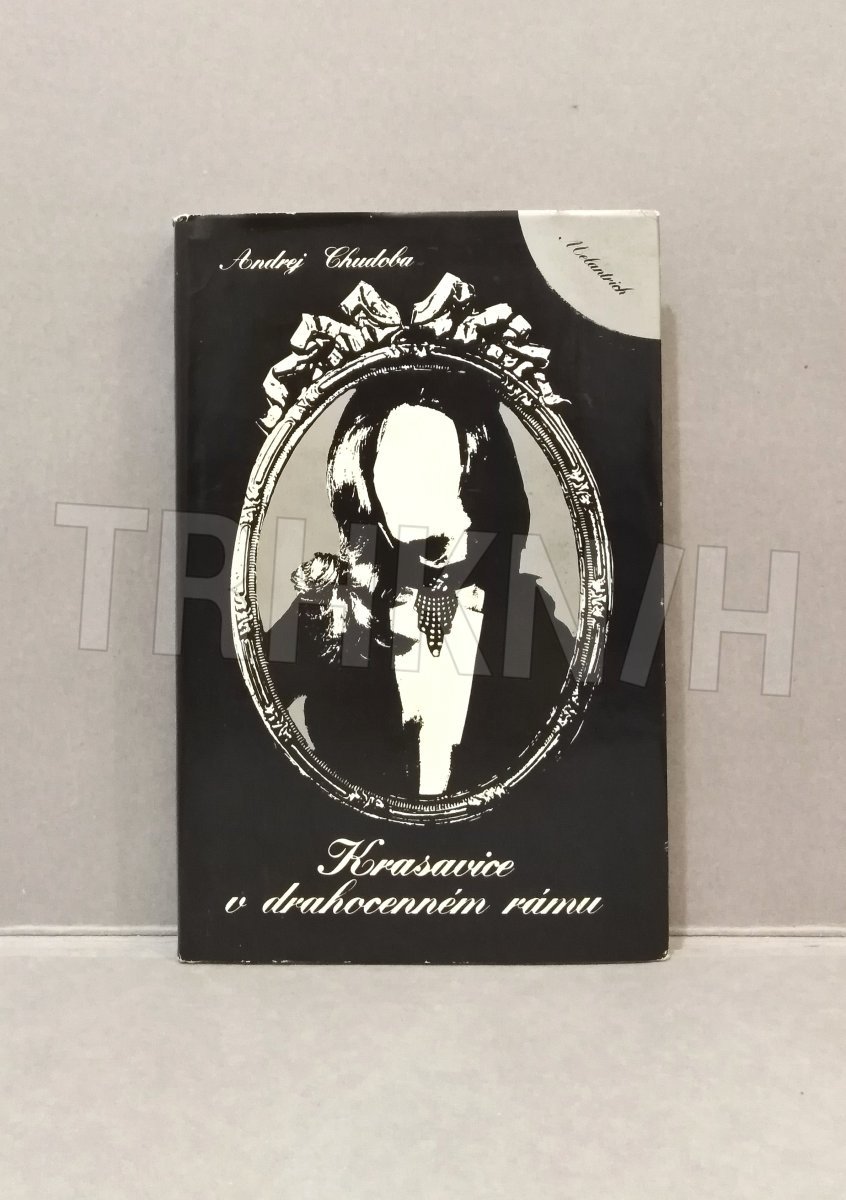 Andrej Chudoba
Melantrich
TRHKNIH
Krasavice
v drahocenném rámu